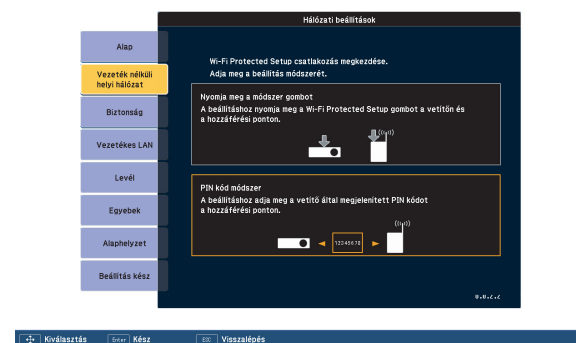 Hálózati beállítások
Alap
Vezeték nélküli
helyi hálózat
Biztonság
Vezetékes LAN
Levél
Egyebek
Alaphelyzet
Beállítás kész
Wi-Fi Protected Setup csatlakozás megkezdése.
Adja meg a beállítás módszerét.
Nyomja meg a módszer gombot
A beállításhoz nyomja meg a Wi-Fi Protected Setup gombot a vetítőn és
a hozzáférési ponton.
PIN kód módszer
A beállításhoz adja meg a vetítő által megjelenített PIN kódot
a hozzáférési ponton.
12345678
Kiválasztás Enter Kész ESC Visszalépés